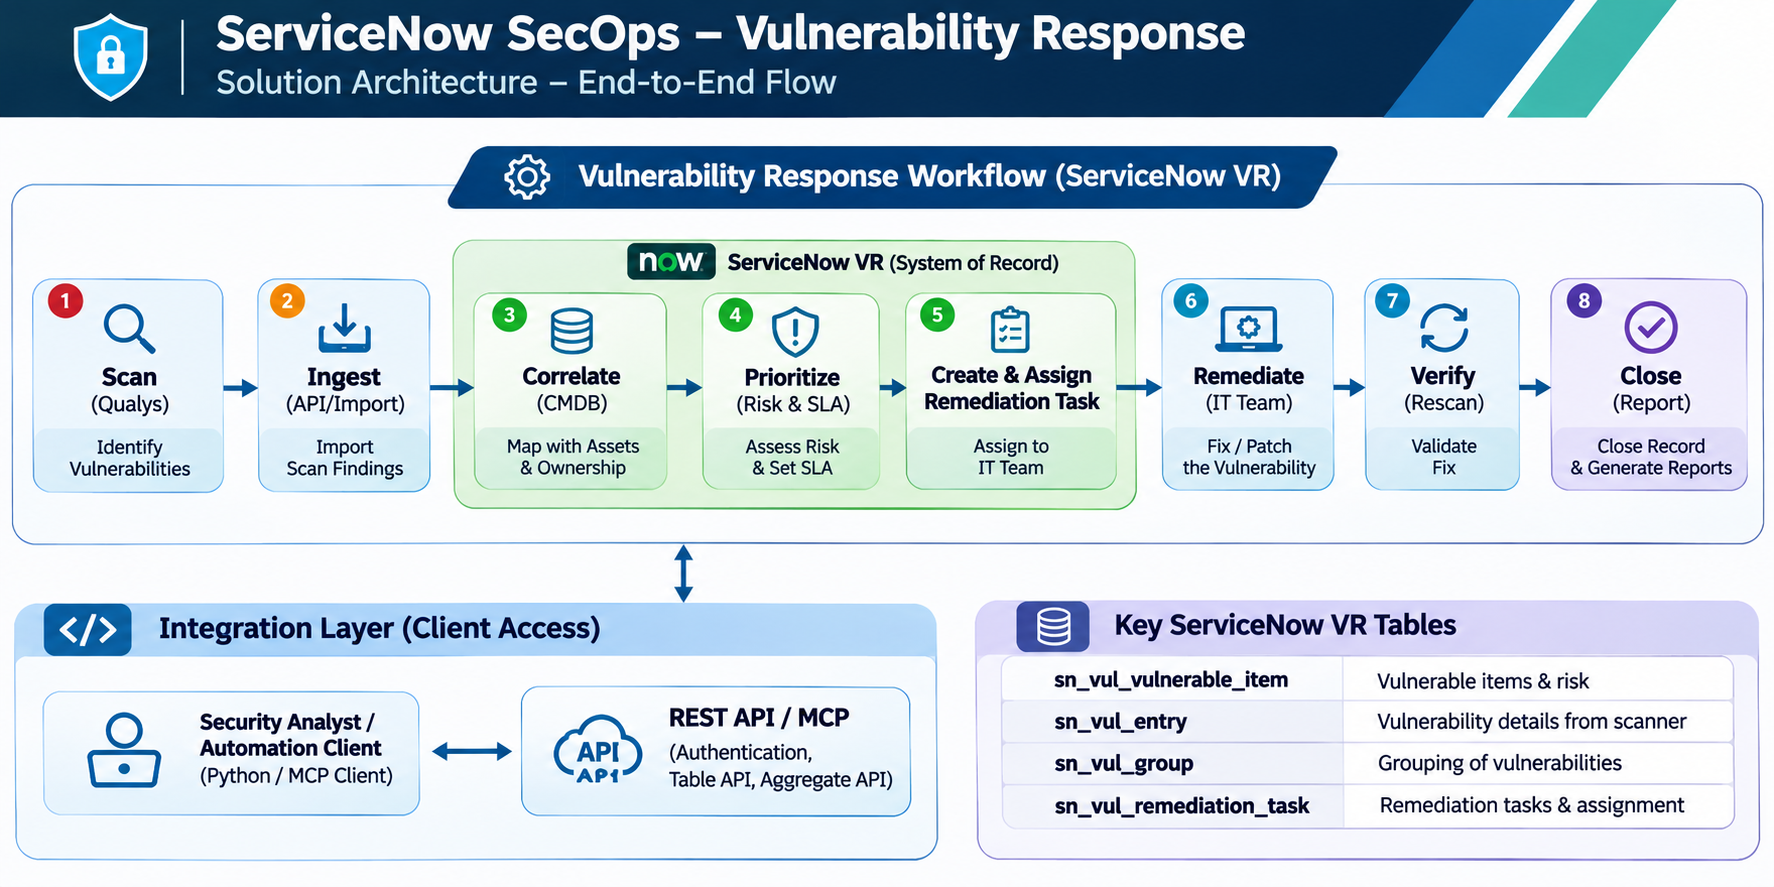 ServiceNow SecOps – Vulnerability Response
Solution Architecture – End-to-End Flow
Vulnerability Response Workflow (ServiceNow VR)
now
ServiceNow VR (System of Record)
1
Scan
(Qualys)
Identify
Vulnerabilities
2
Ingest
(API/Import)
Import
Scan Findings
3
Correlate
(CMDB)
Map with Assets
& Ownership
4
Prioritize
(Risk & SLA)
Assess Risk
& Set SLA
5
Create & Assign
Remediation Task
Assign to
IT Team
6
Remediate
(IT Team)
Fix / Patch
the Vulnerability
7
Verify
(Rescan)
Validate
Fix
8
Close
(Report)
Close Record
& Generate Reports
</>
Integration Layer (Client Access)
Security Analyst /
Automation Client
(Python / MCP Client)
API
API
REST API / MCP
(Authentication,
Table API, Aggregate API)
Key ServiceNow VR Tables
sn_vul_vulnerable_item Vulnerable items & risk
sn_vul_entry Vulnerability details from scanner
sn_vul_group Grouping of vulnerabilities
sn_vul_remediation_task Remediation tasks & assignment